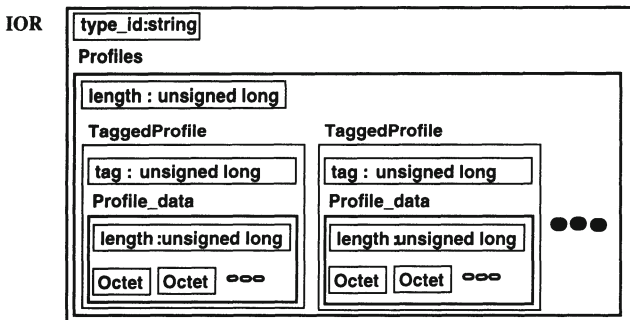 IOR
type_id:string
Profiles
length : unsigned long
TaggedProfile TaggedProfile
tag : unsigned long tag : unsigned long
Profile_data Profile_data
length :unsigned long length :unsigned long
Octet Octet Octet Octet